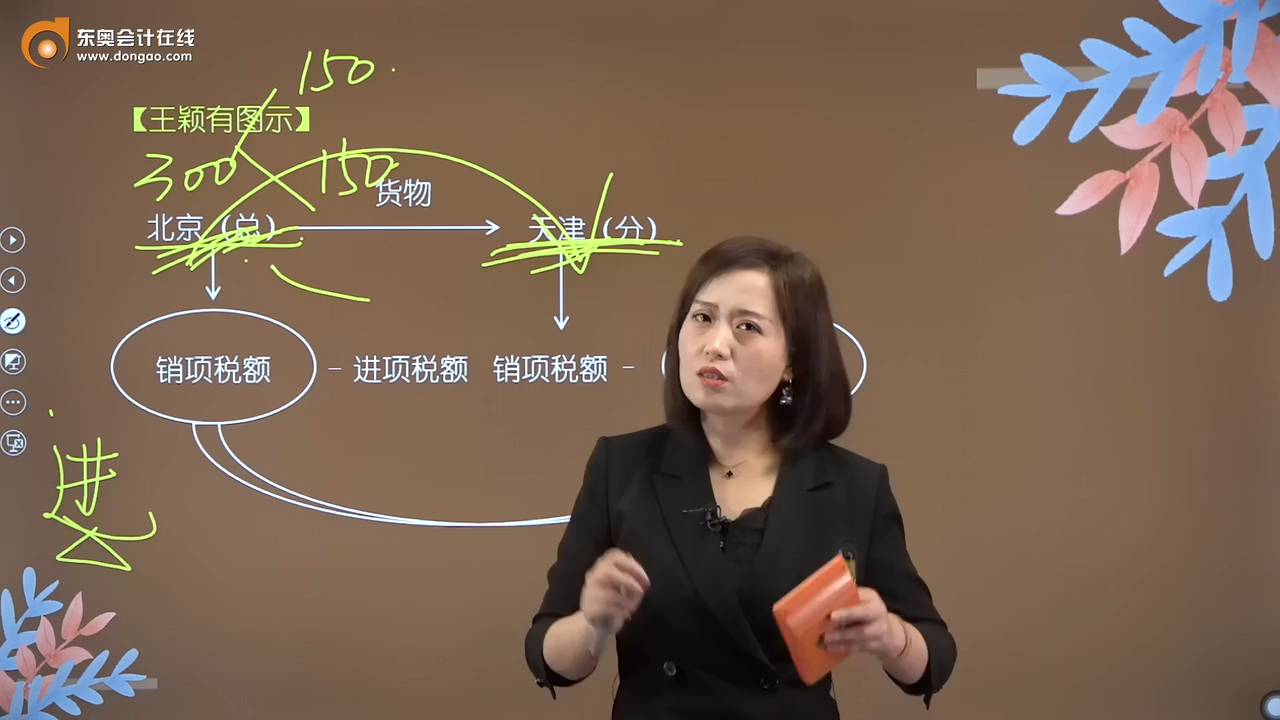 东奥会计在线
www.dongao.com
150
【王颖有图示】
300 150
货物
北京（总） 天津（分）
销项税额 - 进项税额 销项税额 -
进